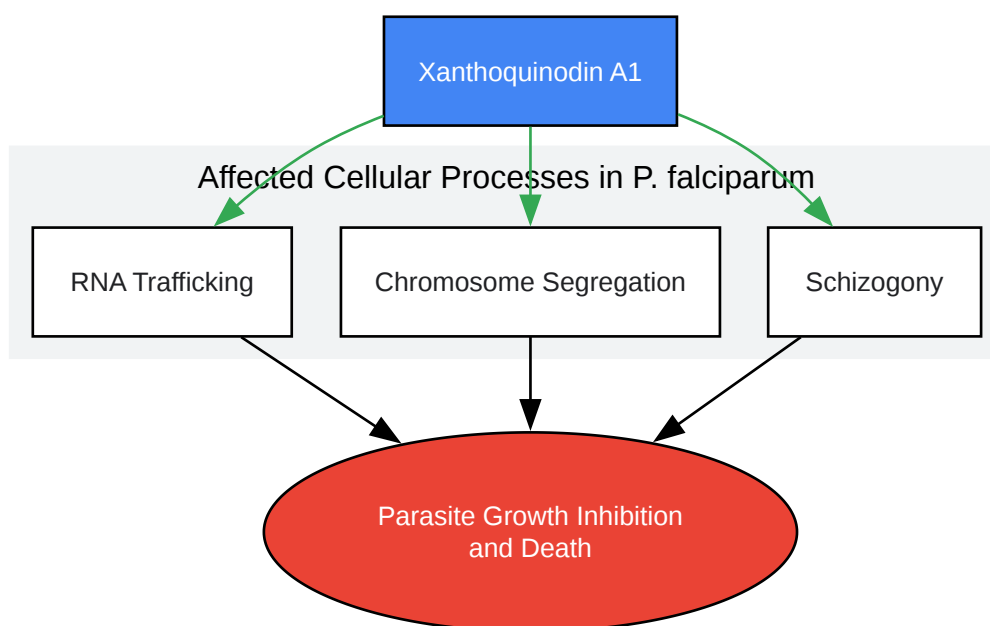 Xanthoquinodin A1
Affected Cellular Processes in P. falciparum
RNA Trafficking
Chromosome Segregation
Schizogony
Parasite Growth Inhibition
and Death